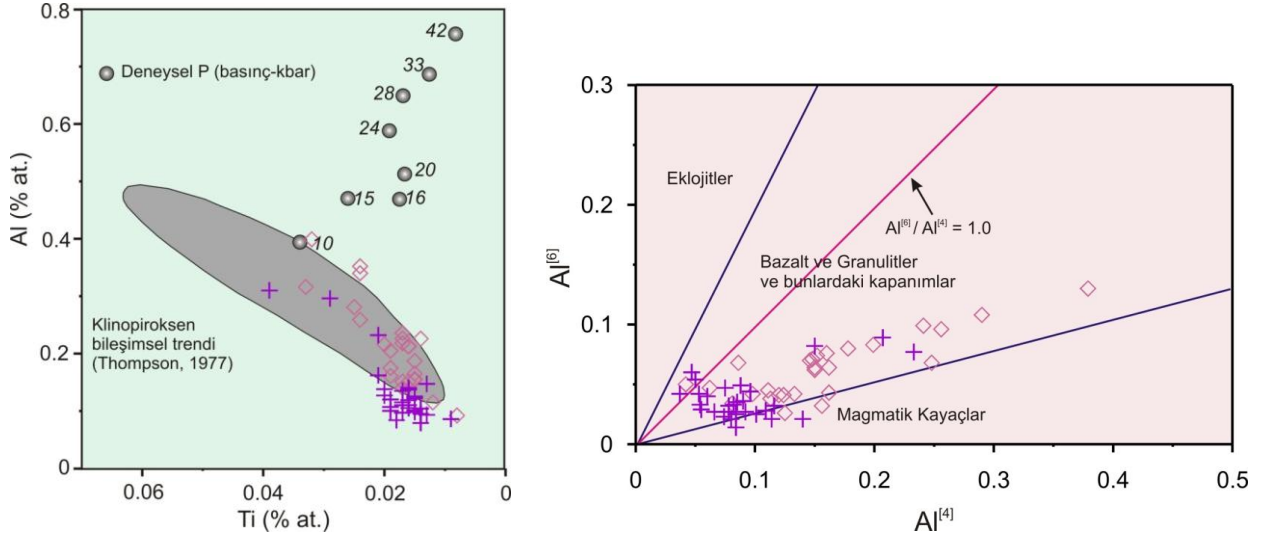 0.8
0.6
0.4
0.2
0
Al (% at.)
0.06
0.04
0.02
0
Ti (% at.)
Deneysel P (basınç-kbar)
42
33
28
24
20
15
16
10
Klinopiroksen
bileşimsel trendi
(Thompson, 1977)
0.3
0.2
0.1
0
Al[6]
0
0.1
0.2
0.3
0.4
0.5
Al[4]
Eklojitler
Al[6]/ Al[4] = 1.0
Bazalt ve Granulitler
ve bunlardaki kapanımlar
Magmatik Kayaçlar